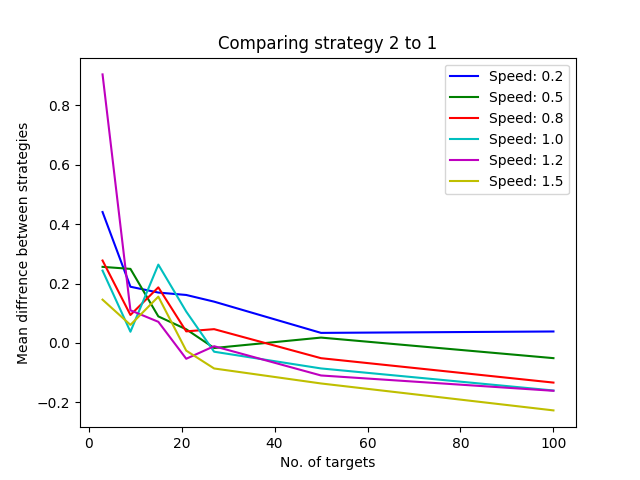 Comparing strategy 2 to 1
Mean diffrence between strategies
0.8
0.6
0.4
0.2
0.0
−0.2
0
20
40
60
80
100
No. of targets
Speed: 0.2
Speed: 0.5
Speed: 0.8
Speed: 1.0
Speed: 1.2
Speed: 1.5